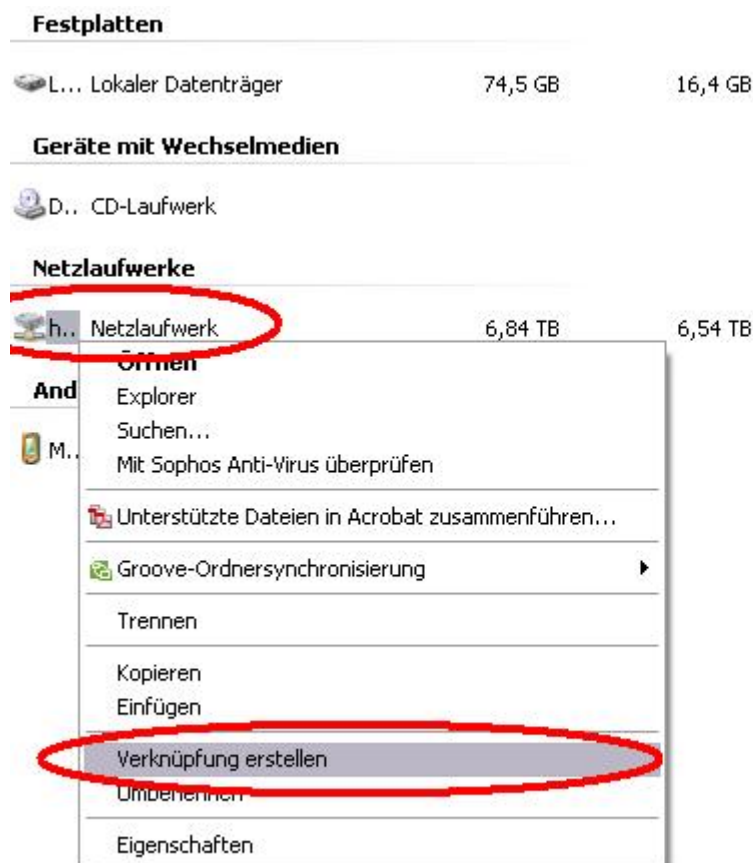 Festplatten
L... Lokaler Datenträger 74,5 GB 16,4 GB
Geräte mit Wechselmedien
D.. CD-Laufwerk
Netzlaufwerke
h.. Netzlaufwerk 6,84 TB 6,54 TB
Öffnen
And
Explorer
Suchen...
M..
Mit Sophos Anti-Virus überprüfen
Unterstützte Dateien in Acrobat zusammenführen...
Groove-Ordnersynchronisierung
Trennen
Kopieren
Einfügen
Verknüpfung erstellen
Umbenennen
Eigenschaften